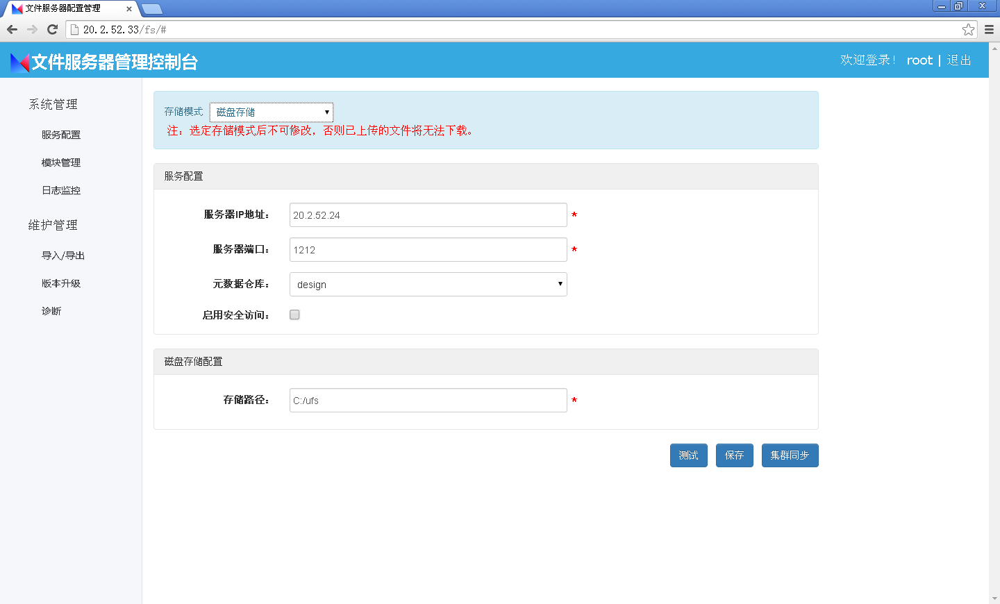 文件服务器配置管理
20.2.52.33/fs/#
文件服务器管理控制台
欢迎登录! root | 退出
系统管理
服务配置
模块管理
日志监控
维护管理
导入/导出
版本升级
诊断
存储模式 磁盘存储
注：选定存储模式后不可修改，否则已上传的文件将无法下载。
服务配置
服务器IP地址： 20.2.52.24 *
服务器端口： 1212 *
元数据仓库： design
启用安全访问：
磁盘存储配置
存储路径： C:/ufs *
测试 保存 集群同步